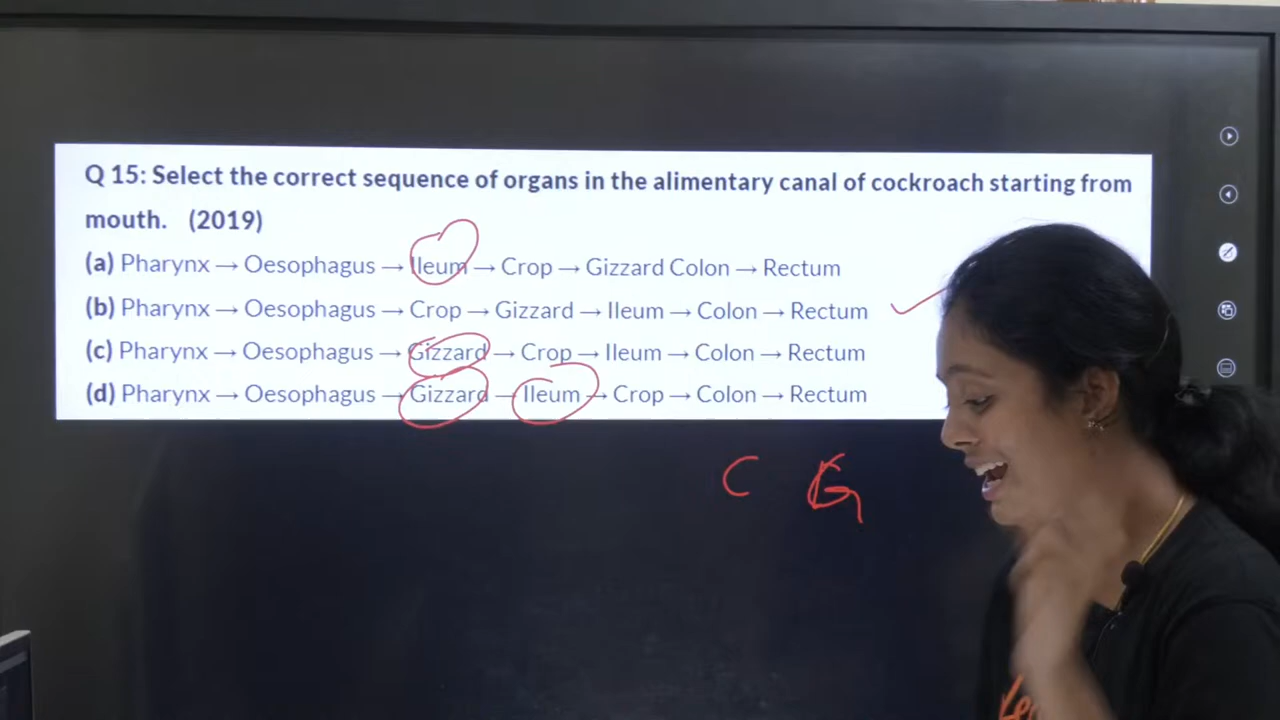 Q 15: Select the correct sequence of organs in the alimentary canal of cockroach starting from
mouth. (2019)
(a) Pharynx → Oesophagus → Ileum → Crop → Gizzard Colon → Rectum
(b) Pharynx → Oesophagus → Crop → Gizzard → Ileum → Colon → Rectum
(c) Pharynx → Oesophagus → Gizzard → Crop → Ileum → Colon → Rectum
(d) Pharynx → Oesophagus → Gizzard → Ileum → Crop → Colon → Rectum
C G